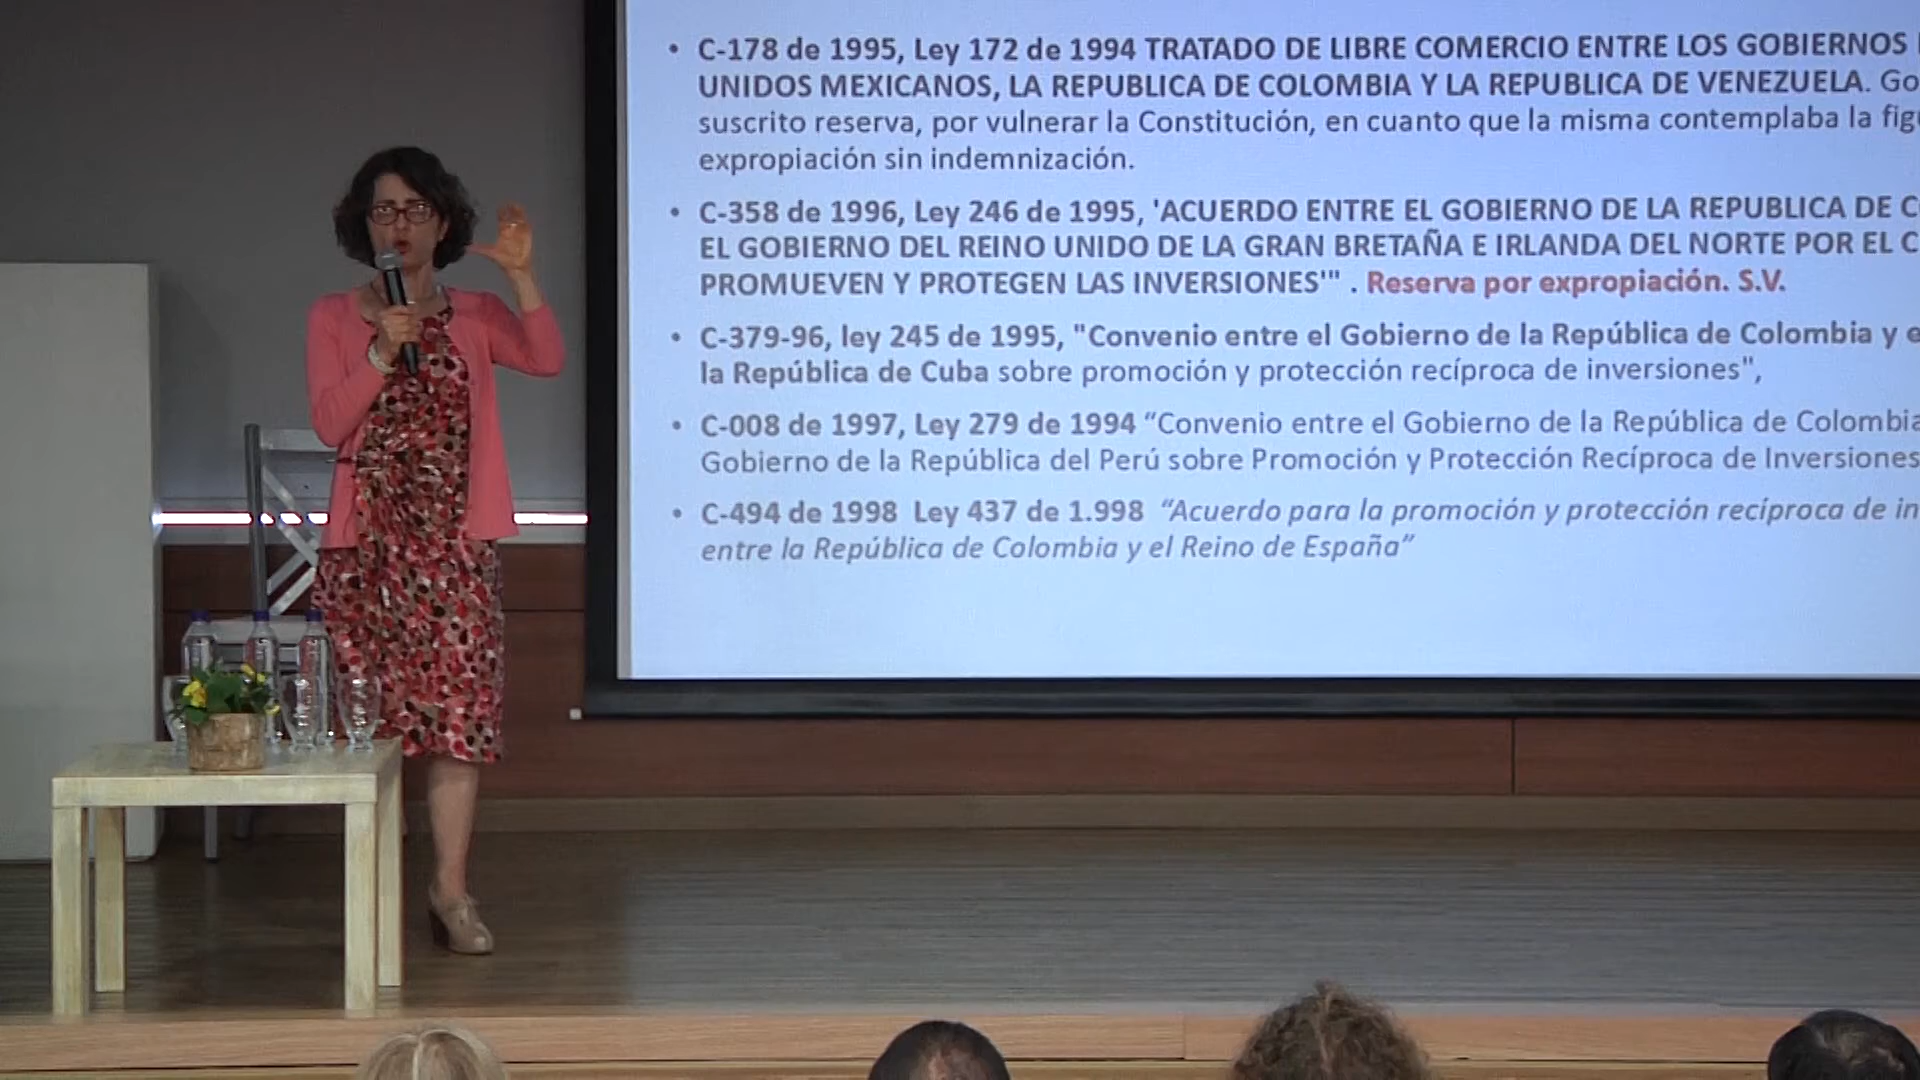 • C-178 de 1995, Ley 172 de 1994 TRATADO DE LIBRE COMERCIO ENTRE LOS GOBIERNOS
UNIDOS MEXICANOS, LA REPUBLICA DE COLOMBIA Y LA REPUBLICA DE VENEZUELA. Go
suscrito reserva, por vulnerar la Constitución, en cuanto que la misma contemplaba la fig
expropiación sin indemnización.
• C-358 de 1996, Ley 246 de 1995, 'ACUERDO ENTRE EL GOBIERNO DE LA REPUBLICA DE C
EL GOBIERNO DEL REINO UNIDO DE LA GRAN BRETAÑA E IRLANDA DEL NORTE POR EL C
PROMUEVEN Y PROTEGEN LAS INVERSIONES'" . Reserva por expropiación. S.V.
• C-379-96, ley 245 de 1995, "Convenio entre el Gobierno de la República de Colombia y e
la República de Cuba sobre promoción y protección recíproca de inversiones",
• C-008 de 1997, Ley 279 de 1994 “Convenio entre el Gobierno de la República de Colombia
Gobierno de la República del Perú sobre Promoción y Protección Recíproca de Inversiones
• C-494 de 1998 Ley 437 de 1.998 “Acuerdo para la promoción y protección recíproca de in
entre la República de Colombia y el Reino de España”